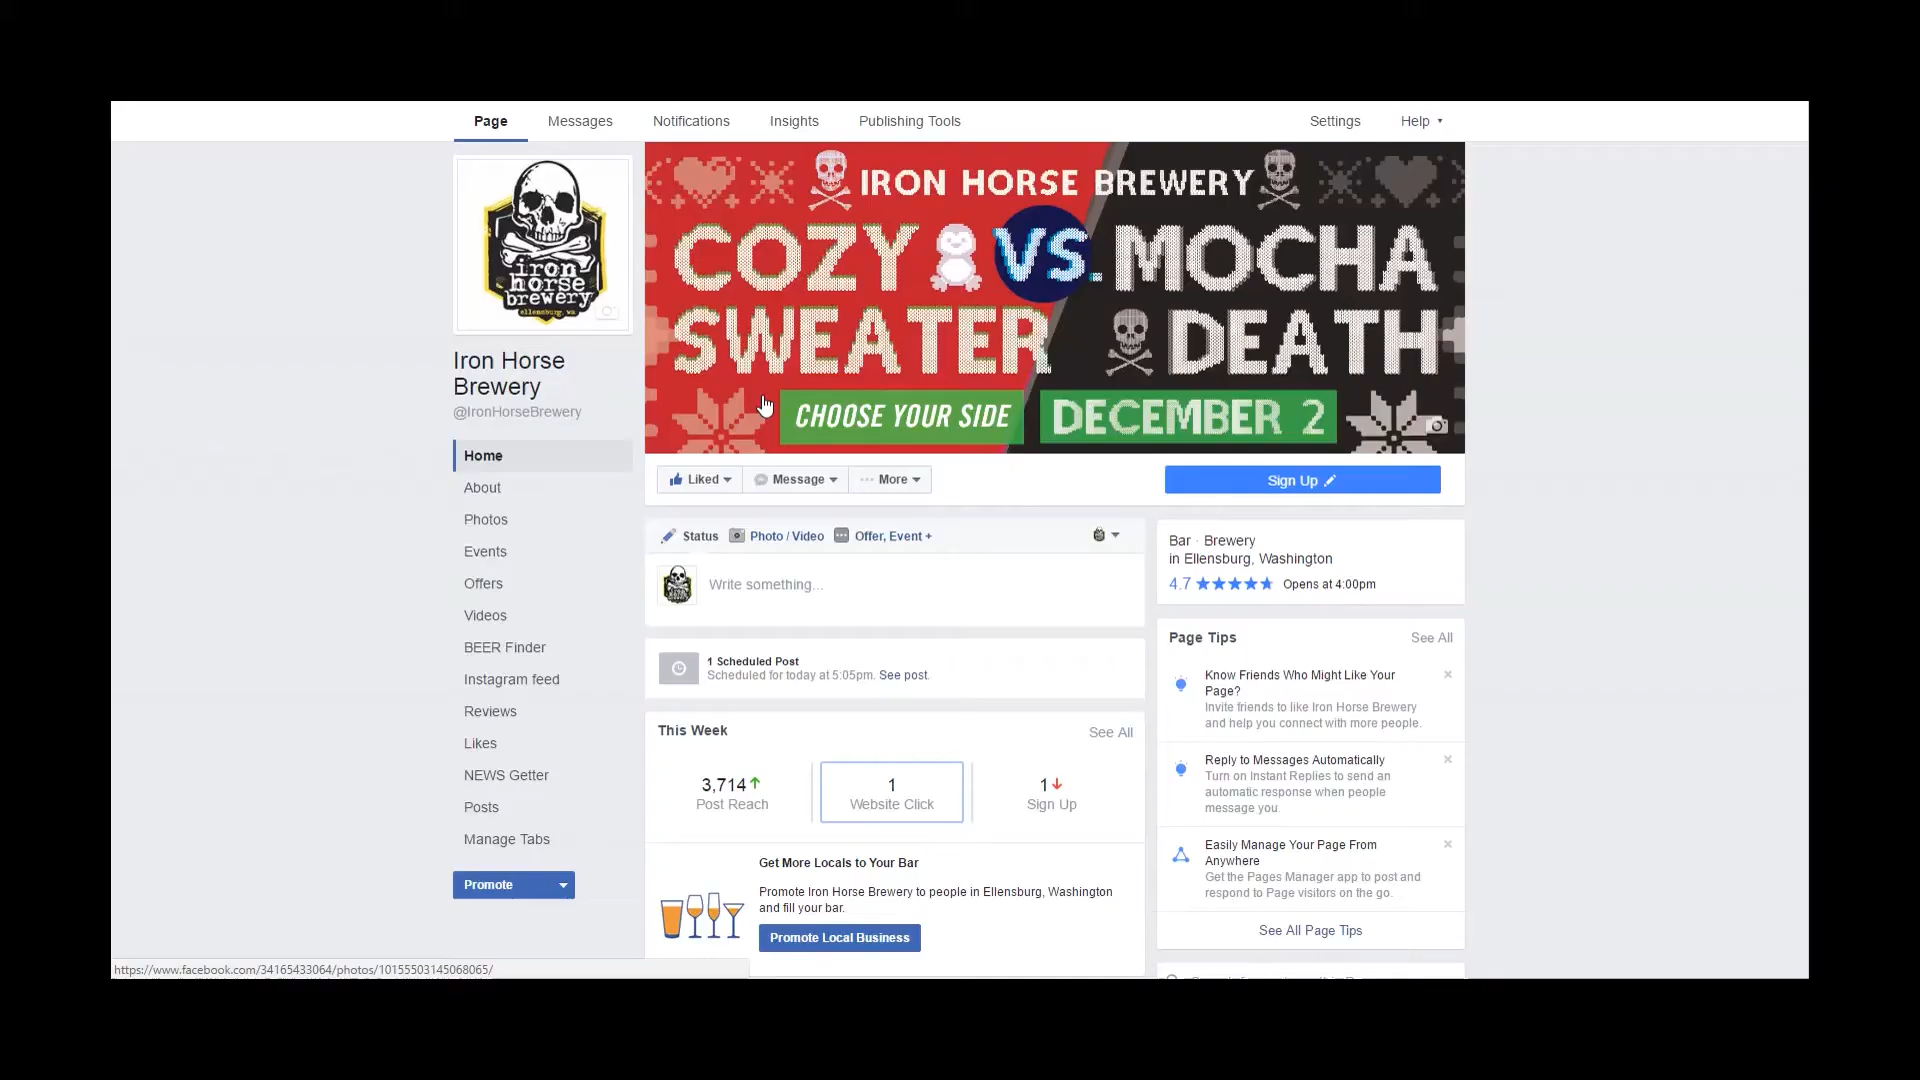 Page
Messages
Notifications
Insights
Publishing Tools
Settings
Help
iron
horse
brewery
ellensburg, wa
IRON HORSE BREWERY
COZY VS. MOCHA
SWEATER DEATH
CHOOSE YOUR SIDE
DECEMBER 2
Iron Horse
Brewery
@IronHorseBrewery
Home
About
Photos
Events
Offers
Videos
BEER Finder
Instagram feed
Reviews
Likes
NEWS Getter
Posts
Manage Tabs
Promote
Liked
Message
More
Sign Up
Status
Photo / Video
Offer, Event +
Write something...
1 Scheduled Post
Scheduled for today at 5:05pm. See post.
This Week
See All
3,714
Post Reach
1
Website Click
1
Sign Up
Get More Locals to Your Bar
Promote Iron Horse Brewery to people in Ellensburg, Washington
and fill your bar.
Promote Local Business
Bar · Brewery
in Ellensburg, Washington
4.7
Opens at 4:00pm
Page Tips
See All
Know Friends Who Might Like Your
Page?
Invite friends to like Iron Horse Brewery
and help you connect with more people.
Reply to Messages Automatically
Turn on Instant Replies to send an
automatic response when people
message you.
Easily Manage Your Page From
Anywhere
Get the Pages Manager app to post and
respond to Page visitors on the go.
See All Page Tips
https://www.facebook.com/34165433064/photos/10155503145068065/